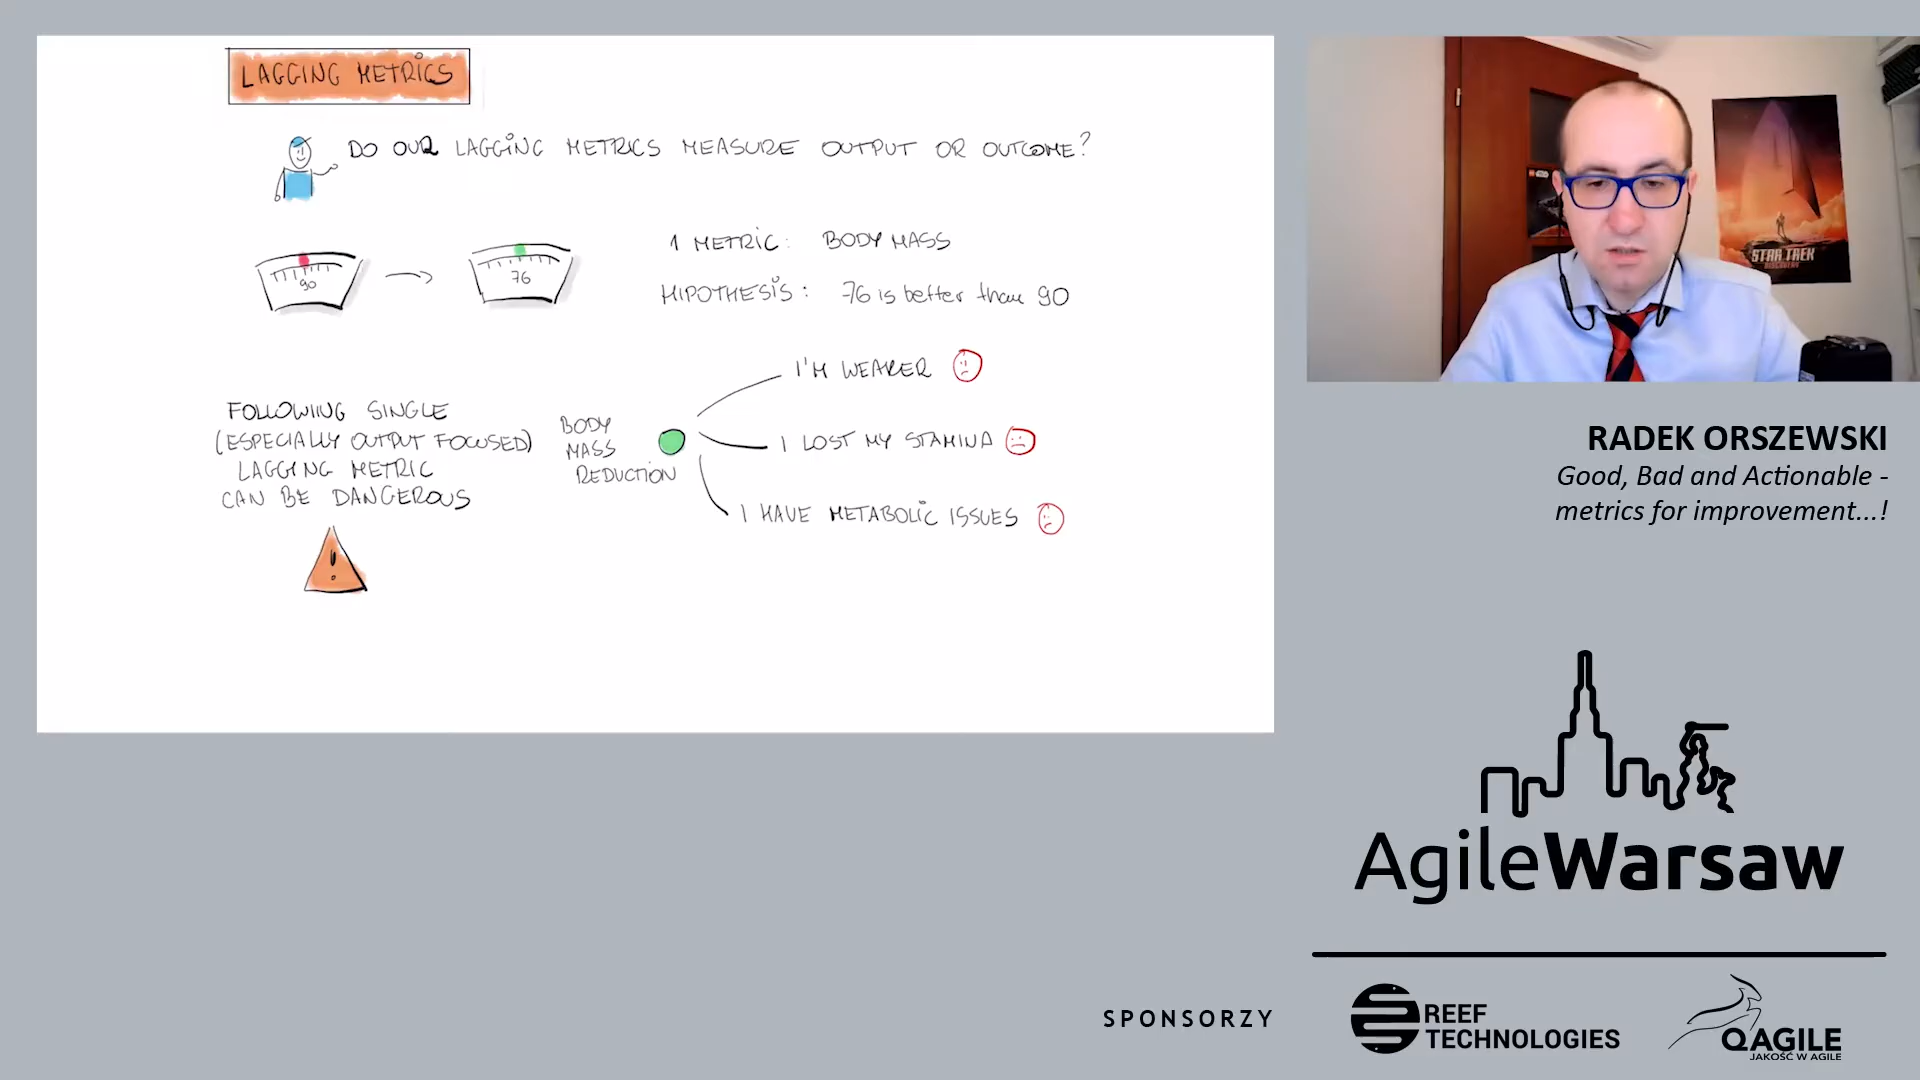 LAGGING METRICS
DO OUR LAGGING METRICS MEASURE OUTPUT OR OUTCOME?
90
76
1 METRIC: BODY MASS
HIPOTHESIS: 76 is better than 90
FOLLOWIUG SINGLE
(ESPECIALLY OUTPUT FOCUSED)
LAGGING METRIC
CAN BE DANGEROUS
!
BODY
MASS
REDUCTION
I'M WEAKER
I LOST MY STAMINA
I HAVE METABOLIC ISSUES
STAR TREK
DISCOVERY
RADEK ORSZEWSKI
Good, Bad and Actionable -
metrics for improvement...!
AgileWarsaw
SPONSORZY
REEF
TECHNOLOGIES
QAGILE
JAKOŚĆ W AGILE